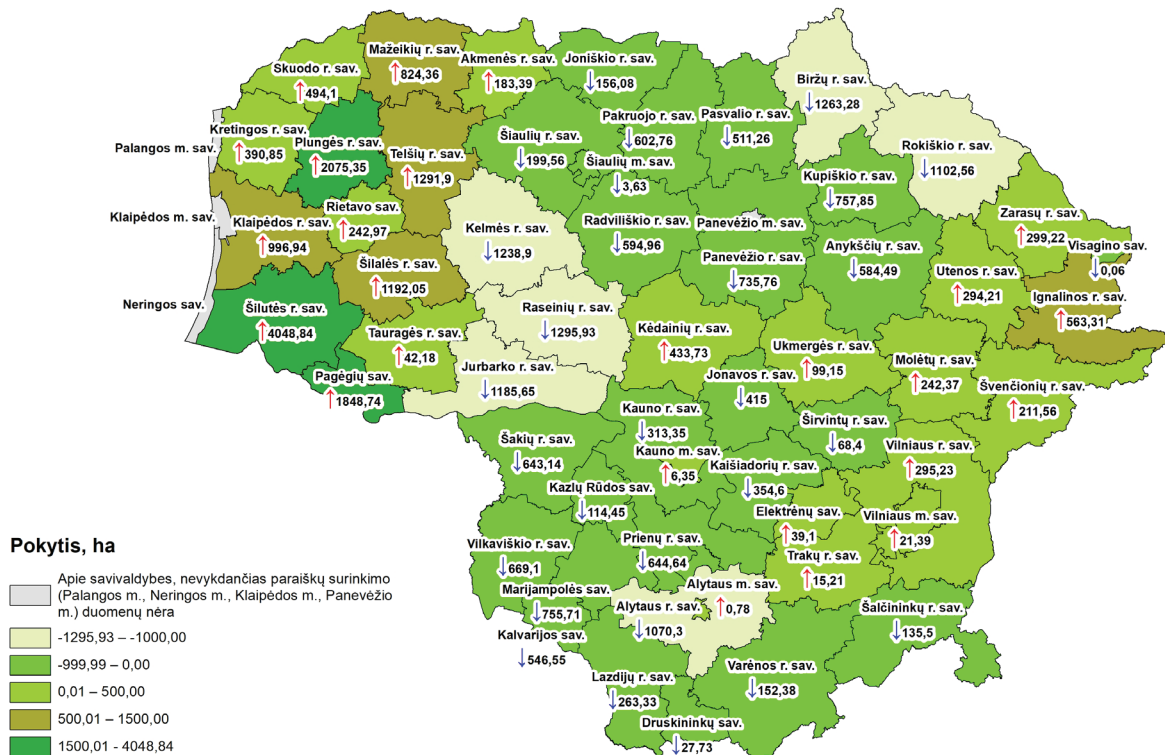 Mažeikių r. sav.
↑824,36
Akmenės r. sav.
↑183,39
Joniškio r. sav.
↓156,08
Skuodo r. sav.
↑494,1
Biržų r. sav.
↓1263,28
Pakruojo r. sav.
↓602,76
Pasvalio r. sav.
↓511,26
Kretingos r. sav.
↑390,85
Plungės r. sav.
↑2075,35
Šiaulių r. sav.
↓199,56
Palangos m. sav.
Telšių r. sav.
↑1291,9
Šiaulių m. sav.
↓3,63
Rokiškio r. sav.
↓1102,56
Kupiškio r. sav.
↓757,85
Rietavo sav.
↑242,97
Klaipėdos m. sav.
Klaipėdos r. sav.
↑996,94
Kelmės r. sav.
↓1238,9
Radviliškio r. sav.
↓594,96
Panevėžio m. sav.
Zarasų r. sav.
↑299,22
Anykščių r. sav.
↓584,49
Visagino sav.
↓0,06
Panevėžio r. sav.
↓735,76
Šilalės r. sav.
↑1192,05
Utenos r. sav.
↑294,21
Ignalinos r. sav.
↑563,31
Neringos sav.
Šilutės r. sav.
↑4048,84
Raseinių r. sav.
↓1295,93
Tauragės r. sav.
↑42,18
Kėdainių r. sav.
↑433,73
Ukmergės r. sav.
↑99,15
Molėtų r. sav.
↑242,37
Jurbarko r. sav.
↓1185,65
Pagėgių sav.
↑1848,74
Jonavos r. sav.
↓415
Švenčionių r. sav.
↑211,56
Kauno r. sav.
↓313,35
Širvintų r. sav.
↓68,4
Šakių r. sav.
↓643,14
Kauno m. sav.
↑6,35
Vilniaus r. sav.
↑295,23
Kaišiadorių r. sav.
↓354,6
Kazlų Rūdos sav.
↓114,45
Elektrėnų sav.
↑39,1
Vilniaus m. sav.
↑21,39
Vilkaviškio r. sav.
↓669,1
Prienų r. sav.
↓644,64
Trakų r. sav.
↑15,21
Marijampolės sav.
↓755,71
Alytaus m. sav.
↑0,78
Alytaus r. sav.
↓1070,3
Šalčininkų r. sav.
↓135,5
Kalvarijos sav.
↓546,55
Varėnos r. sav.
↓152,38
Lazdijų r. sav.
↓263,33
Druskininkų sav.
↓27,73
Pokytis, ha
Apie savivaldybes, nevykdančias paraiškų surinkimo
(Palangos m., Neringos m., Klaipėdos m., Panevėžio
m.) duomenų nėra
-1295,93 – -1000,00
-999,99 – 0,00
0,01 – 500,00
500,01 – 1500,00
1500,01 - 4048,84